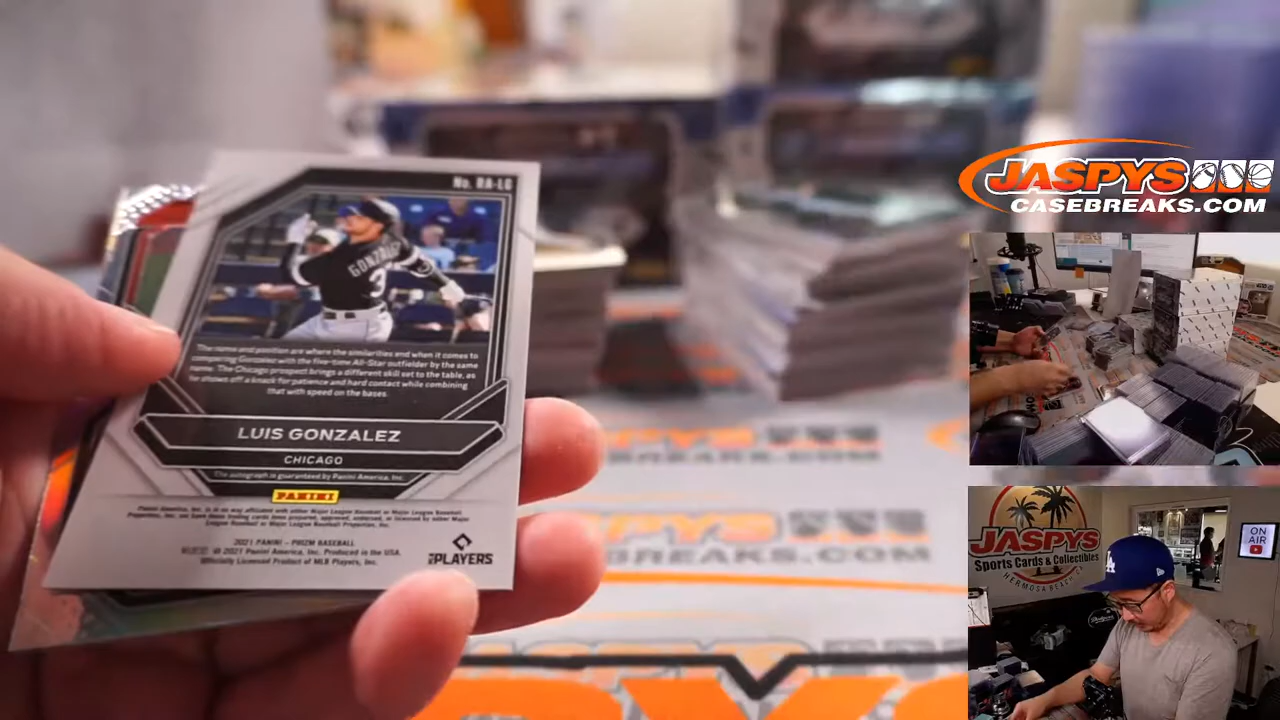 No. RA-LG
GONZALEZ
3
The name and position are where the similarities end when it comes to
comparing Gonzalez with the five-time All-Star outfielder by the same
name. The Chicago prospect brings a different skill set to the table, as
he shows off a knack for patience and hard contact while combining
that with speed on the bases.
LUIS GONZALEZ
CHICAGO
The autograph is guaranteed by Panini America, Inc.
PANINI
2021 PANINI – PRIZM BASEBALL
© 2021 Panini America, Inc. Produced in the USA.
Officially Licensed Product of MLB Players, Inc.
PLAYERS
JASPYS
CASEBREAKS.COM
JASPYS
Sports Cards & Collectibles
HERMOSA BEACH, CA
ON
AIR
LA